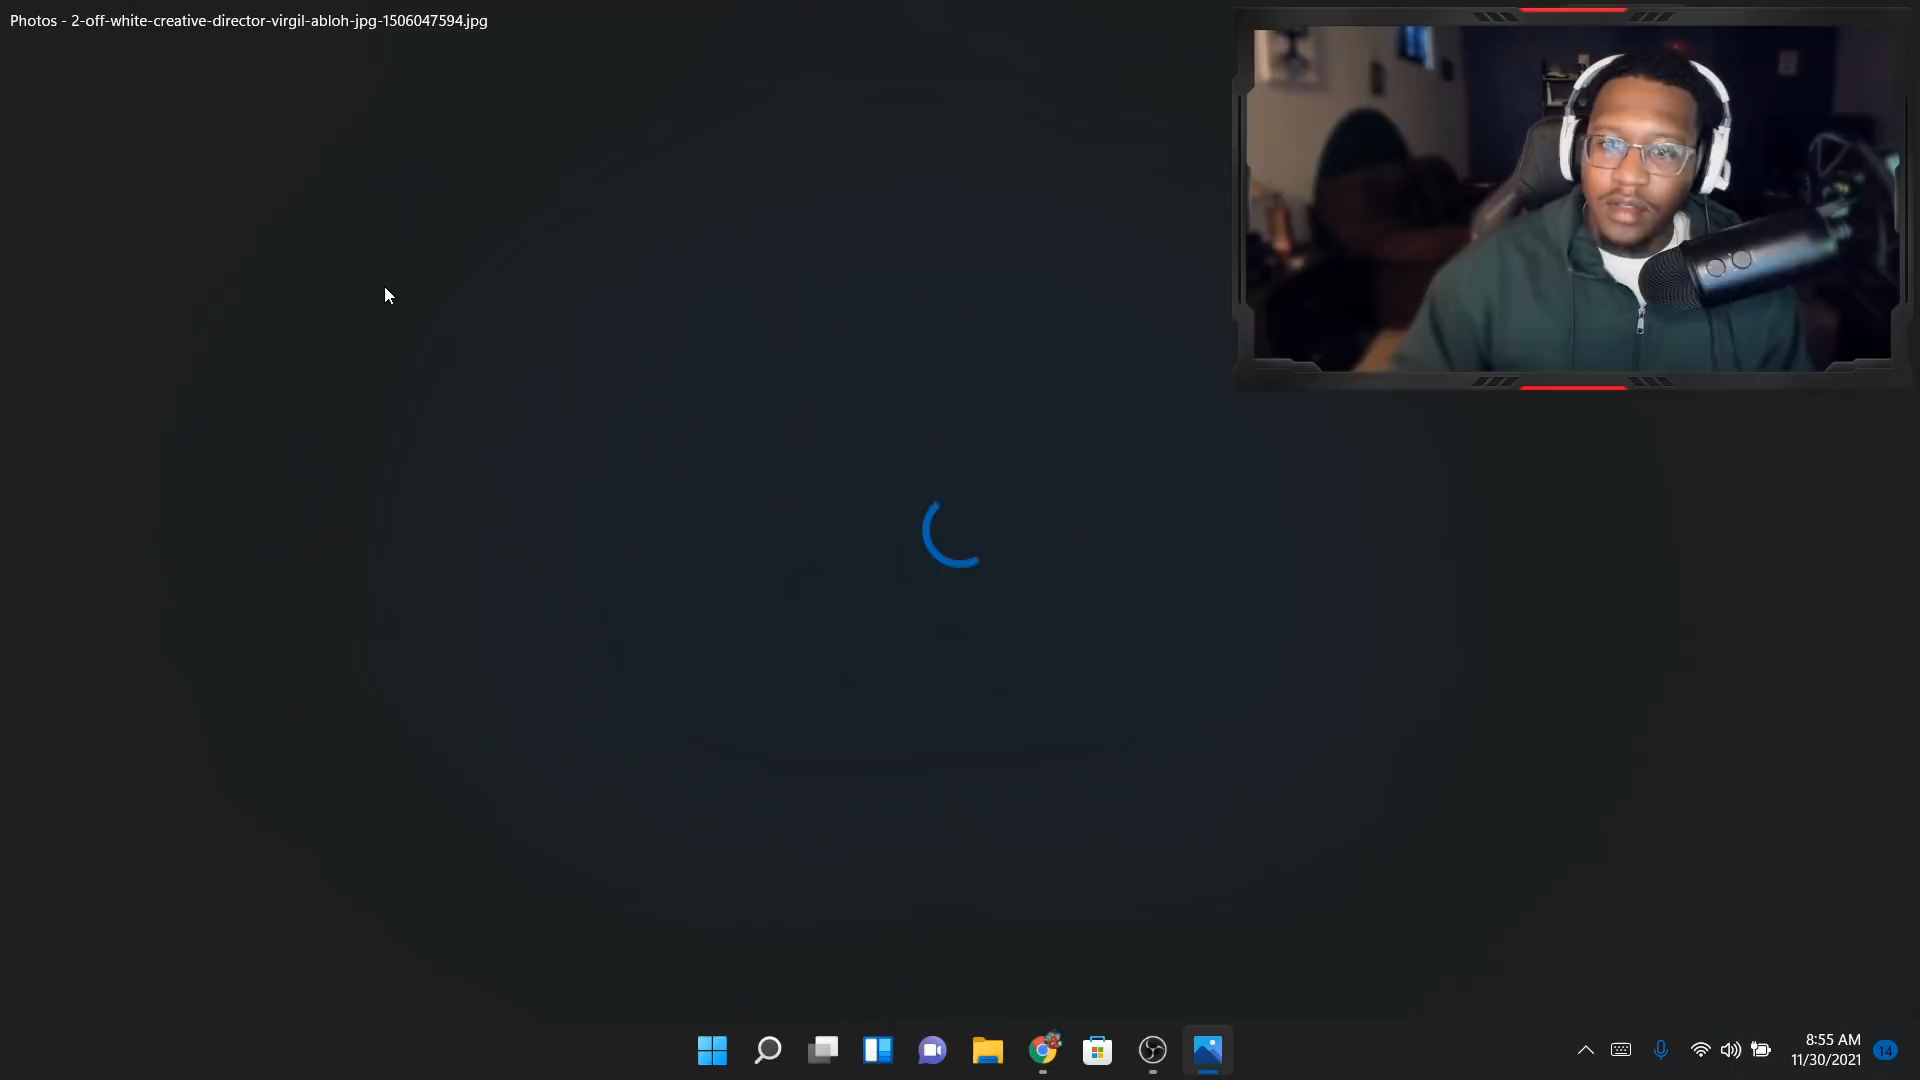 Photos - 2-off-white-creative-director-virgil-abloh-jpg-1506047594.jpg
8:55 AM
11/30/2021
14